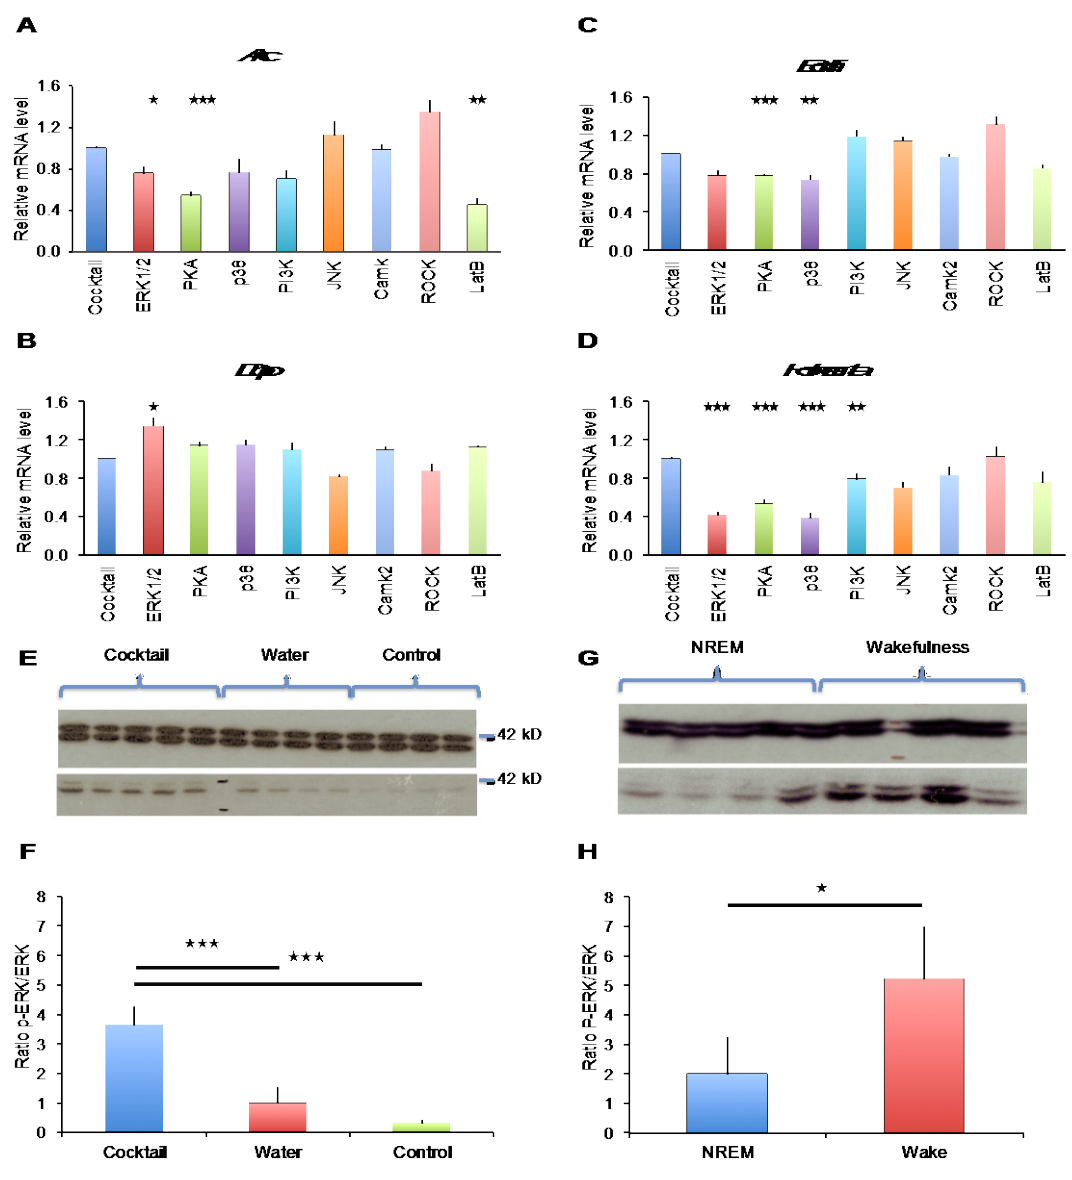 A
Relative mRNA level
1.6
1.2
0.8
0.4
0.0
★
★★★
★★
Cocktail
ERK1/2
PKA
p38
PI3K
JNK
Camk
ROCK
LatB
C
Relative mRNA level
1.6
1.2
0.8
0.4
0.0
★★★
★★
Cocktail
ERK1/2
PKA
p38
PI3K
JNK
Camk2
ROCK
LatB
B
Relative mRNA level
1.6
1.2
0.8
0.4
0.0
★
Cocktail
ERK1/2
PKA
p38
PI3K
JNK
Camk2
ROCK
LatB
D
Relative mRNA level
1.6
1.2
0.8
0.4
0.0
★★★
★★★
★★★
★★
Cocktail
ERK1/2
PKA
p38
PI3K
JNK
Camk2
ROCK
LatB
E
Cocktail
Water
Control
42 kD
42 kD
G
NREM
Wakefulness
F
Ratio p-ERK/ERK
8
7
6
5
4
3
2
1
0
★★★
★★★
Cocktail
Water
Control
H
Ratio P-ERK/ERK
8
7
6
5
4
3
2
1
0
★
NREM
Wake